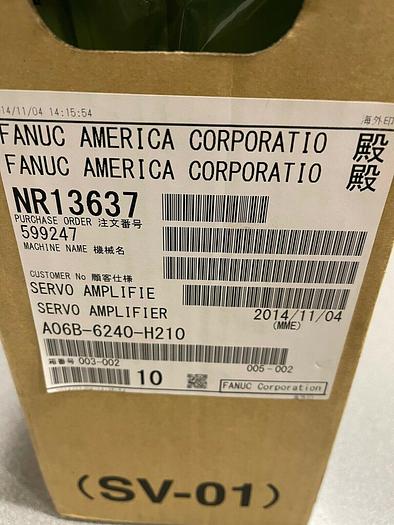 14/11/04 14:15:54
海外印
FANUC AMERICA CORPORATIO 殿
FANUC AMERICA CORPORATIO 殿
NR13637
PURCHASE ORDER 注文番号
599247
MACHINE NAME 機械名
CUSTOMER No 顧客仕様
SERVO AMPLIFIE
SERVO AMPLIFIER 2014/11/04
(MME)
A06B-6240-H210
箱番号 003-002 005-002
10 FANUC Corporation
(SV-01)